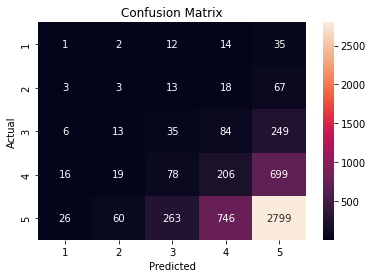 Confusion Matrix
1 1 2 12 14 35
2 3 3 13 18 67
3 6 13 35 84 249
4 16 19 78 206 699
5 26 60 263 746 2799
1 2 3 4 5
Actual
Predicted
2500
2000
1500
1000
500